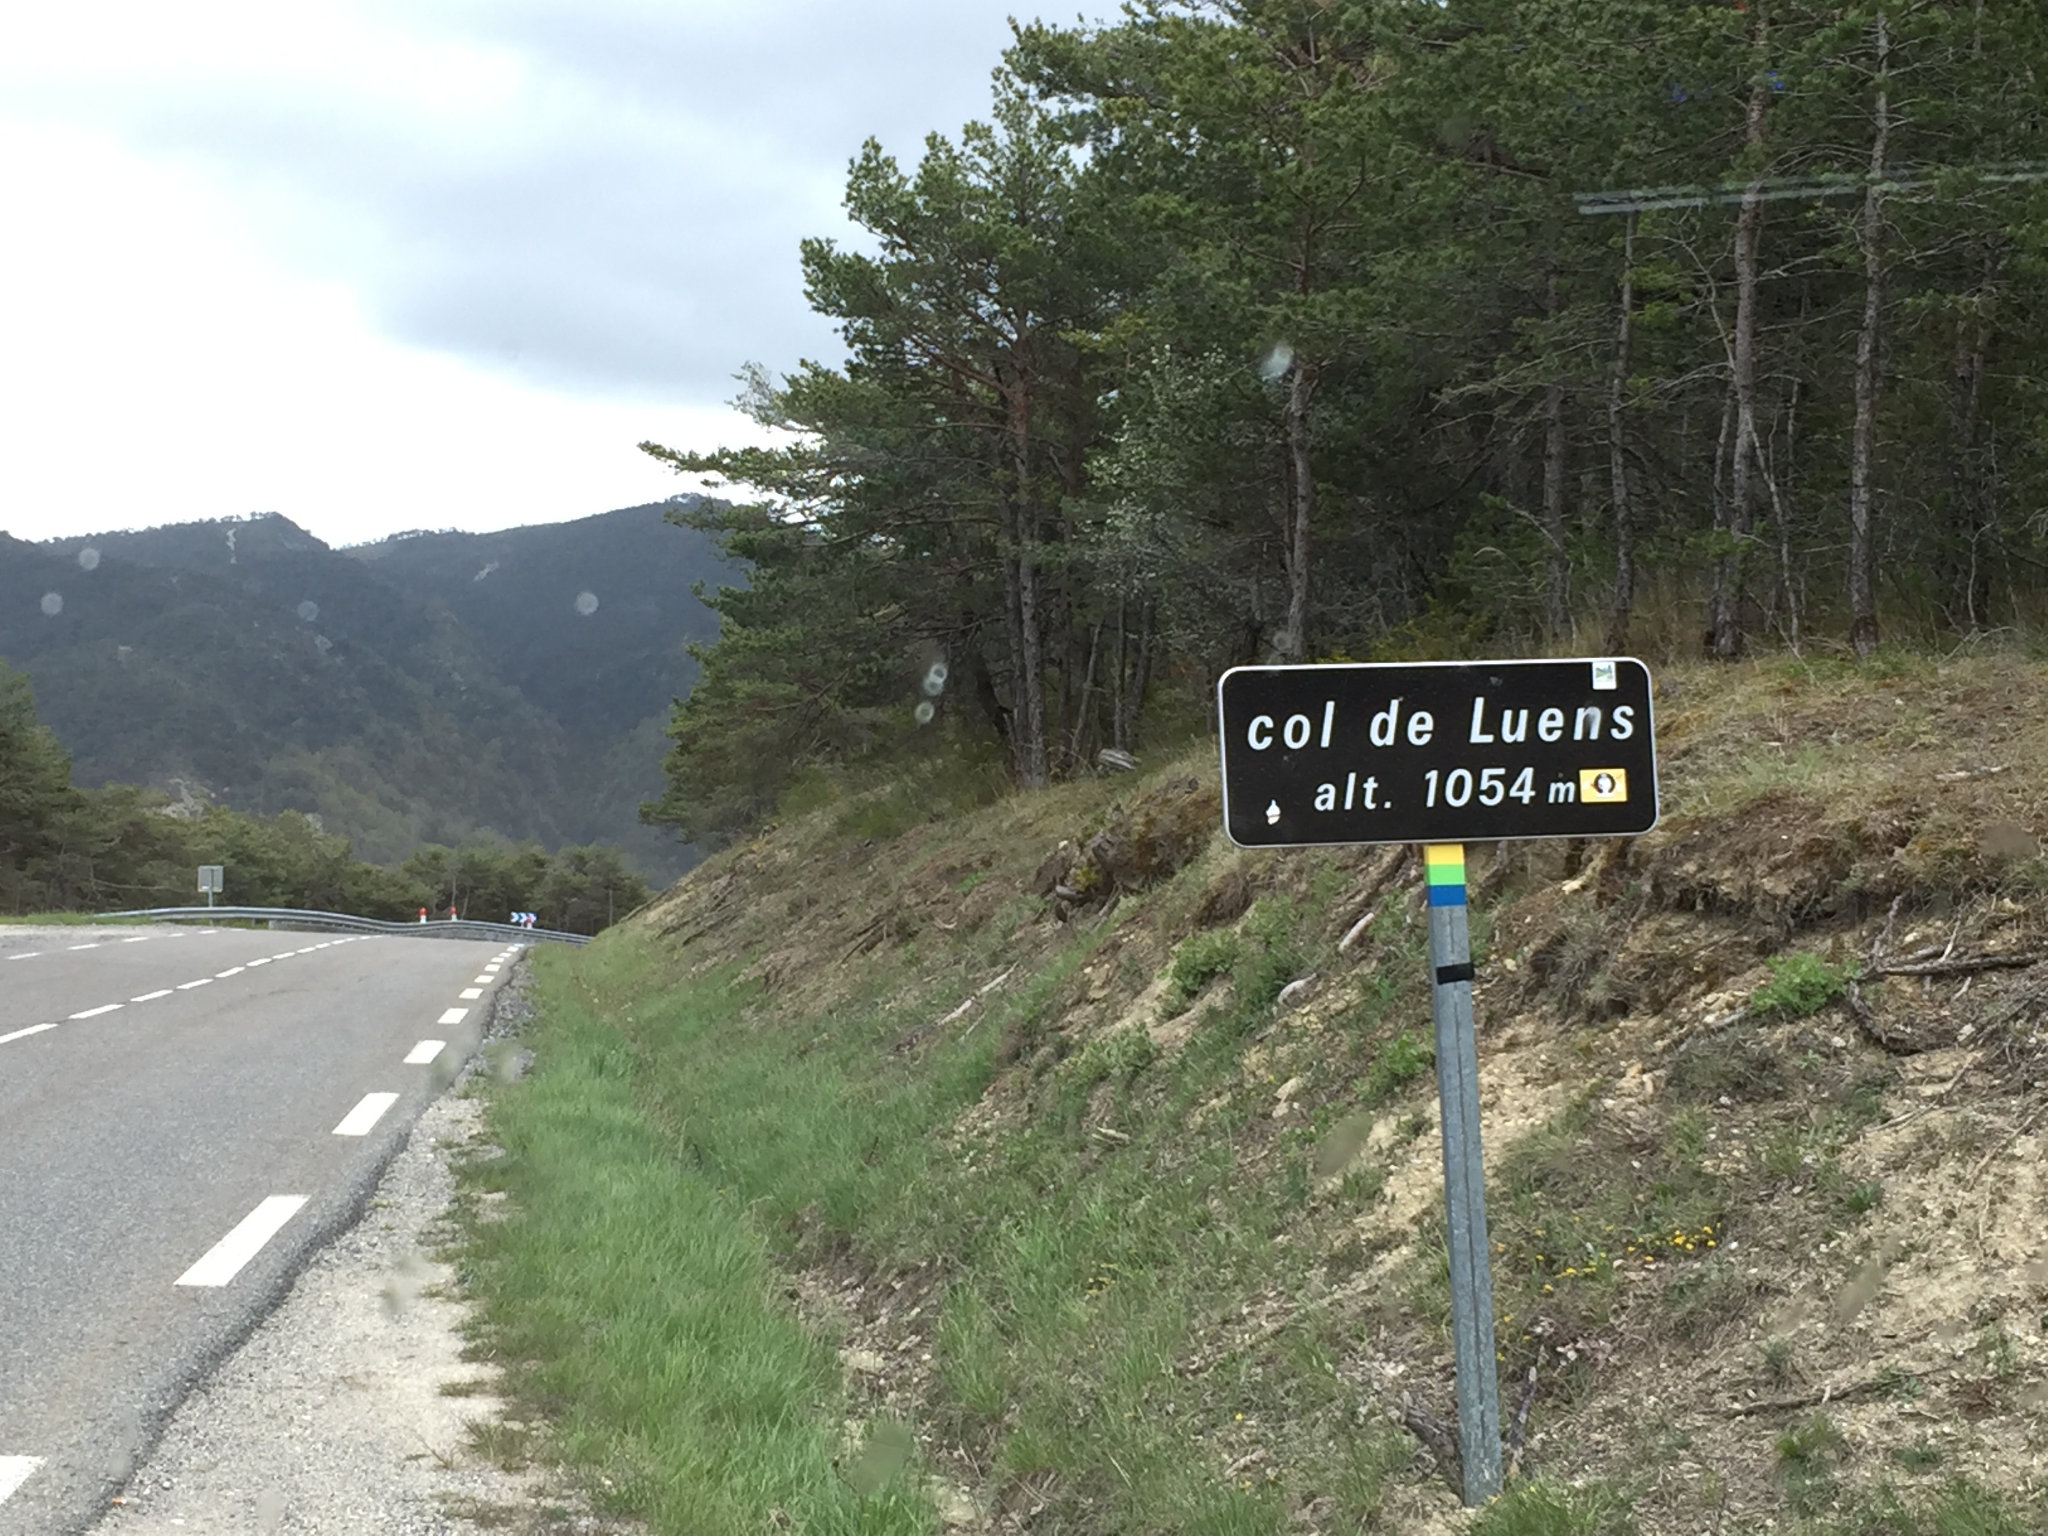 col de Luens
alt. 1054 m